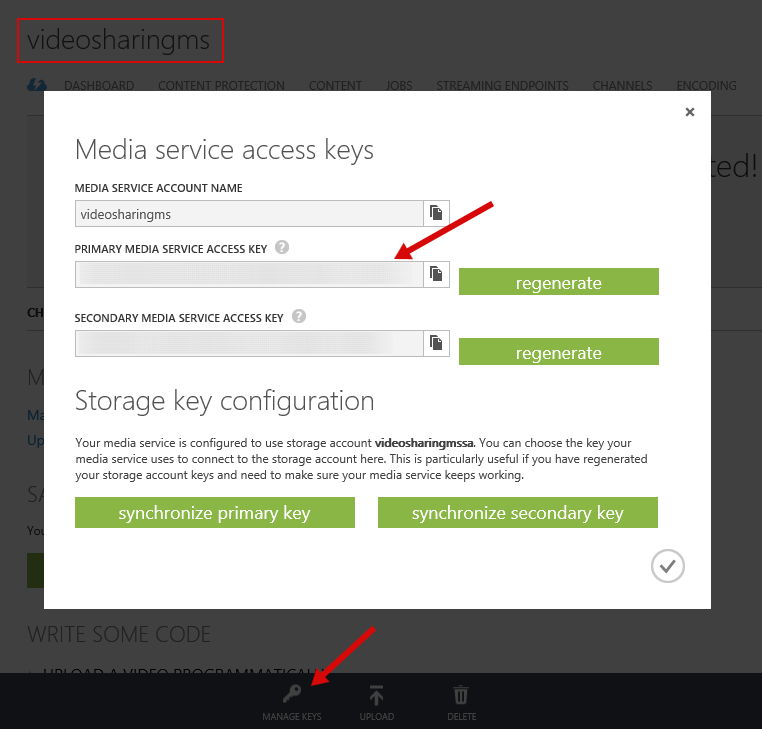 videosharingms
DASHBOARD CONTENT PROTECTION CONTENT JOBS STREAMING ENDPOINTS CHANNELS ENCODING
ted!
Media service access keys
MEDIA SERVICE ACCOUNT NAME
videosharingms
PRIMARY MEDIA SERVICE ACCESS KEY ?
regenerate
SECONDARY MEDIA SERVICE ACCESS KEY ?
regenerate
Storage key configuration
Your media service is configured to use storage account videosharingmssa. You can choose the key your
media service uses to connect to the storage account here. This is particularly useful if you have regenerated
your storage account keys and need to make sure your media service keeps working.
synchronize primary key synchronize secondary key
CH
M
Ma
Up
SA
You
WRITE SOME CODE
UPLOAD A VIDEO PROGRAMMATICAL
MANAGE KEYS UPLOAD DELETE